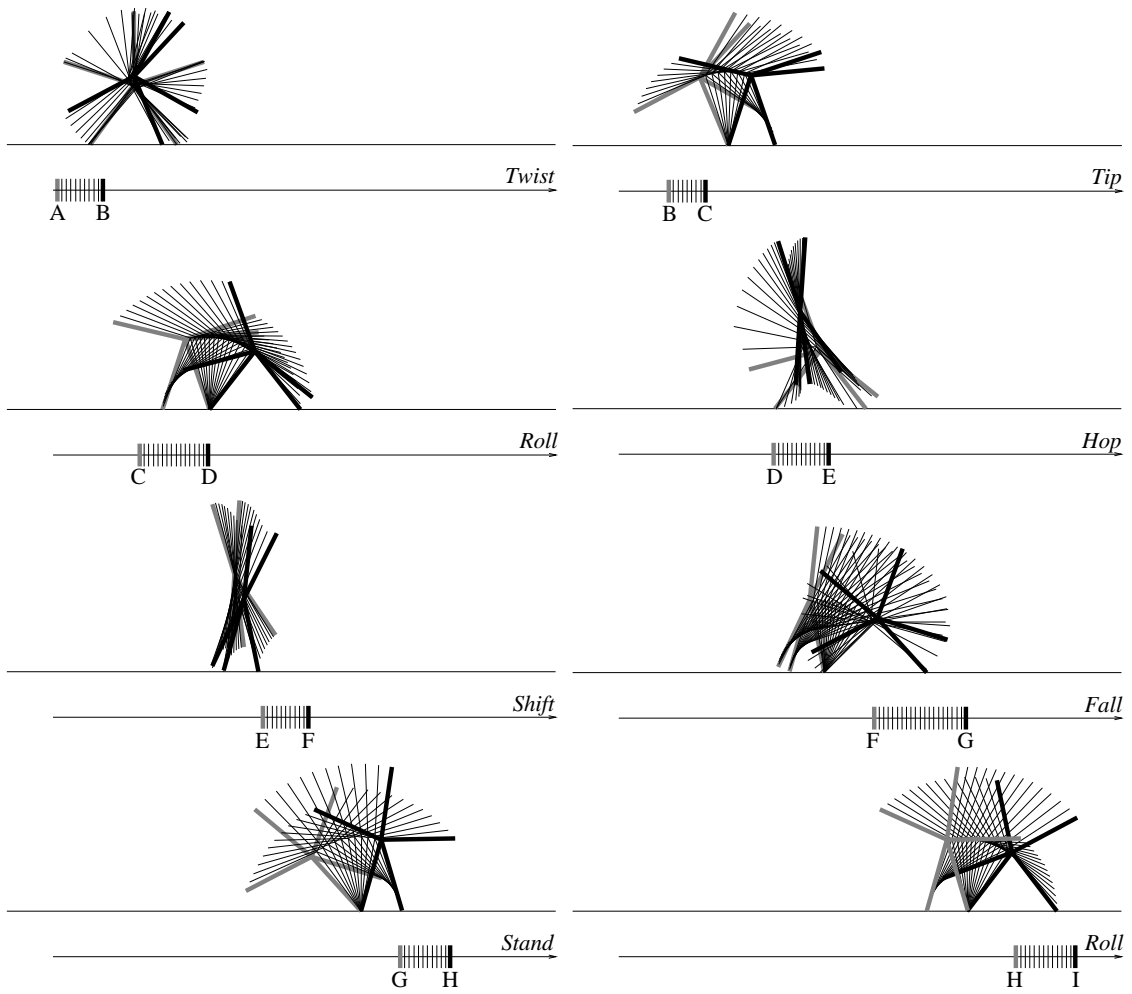 Twist
A B
Tip
B C
Roll
C D
Hop
D E
Shift
E F
Fall
F G
Stand
G H
Roll
H I